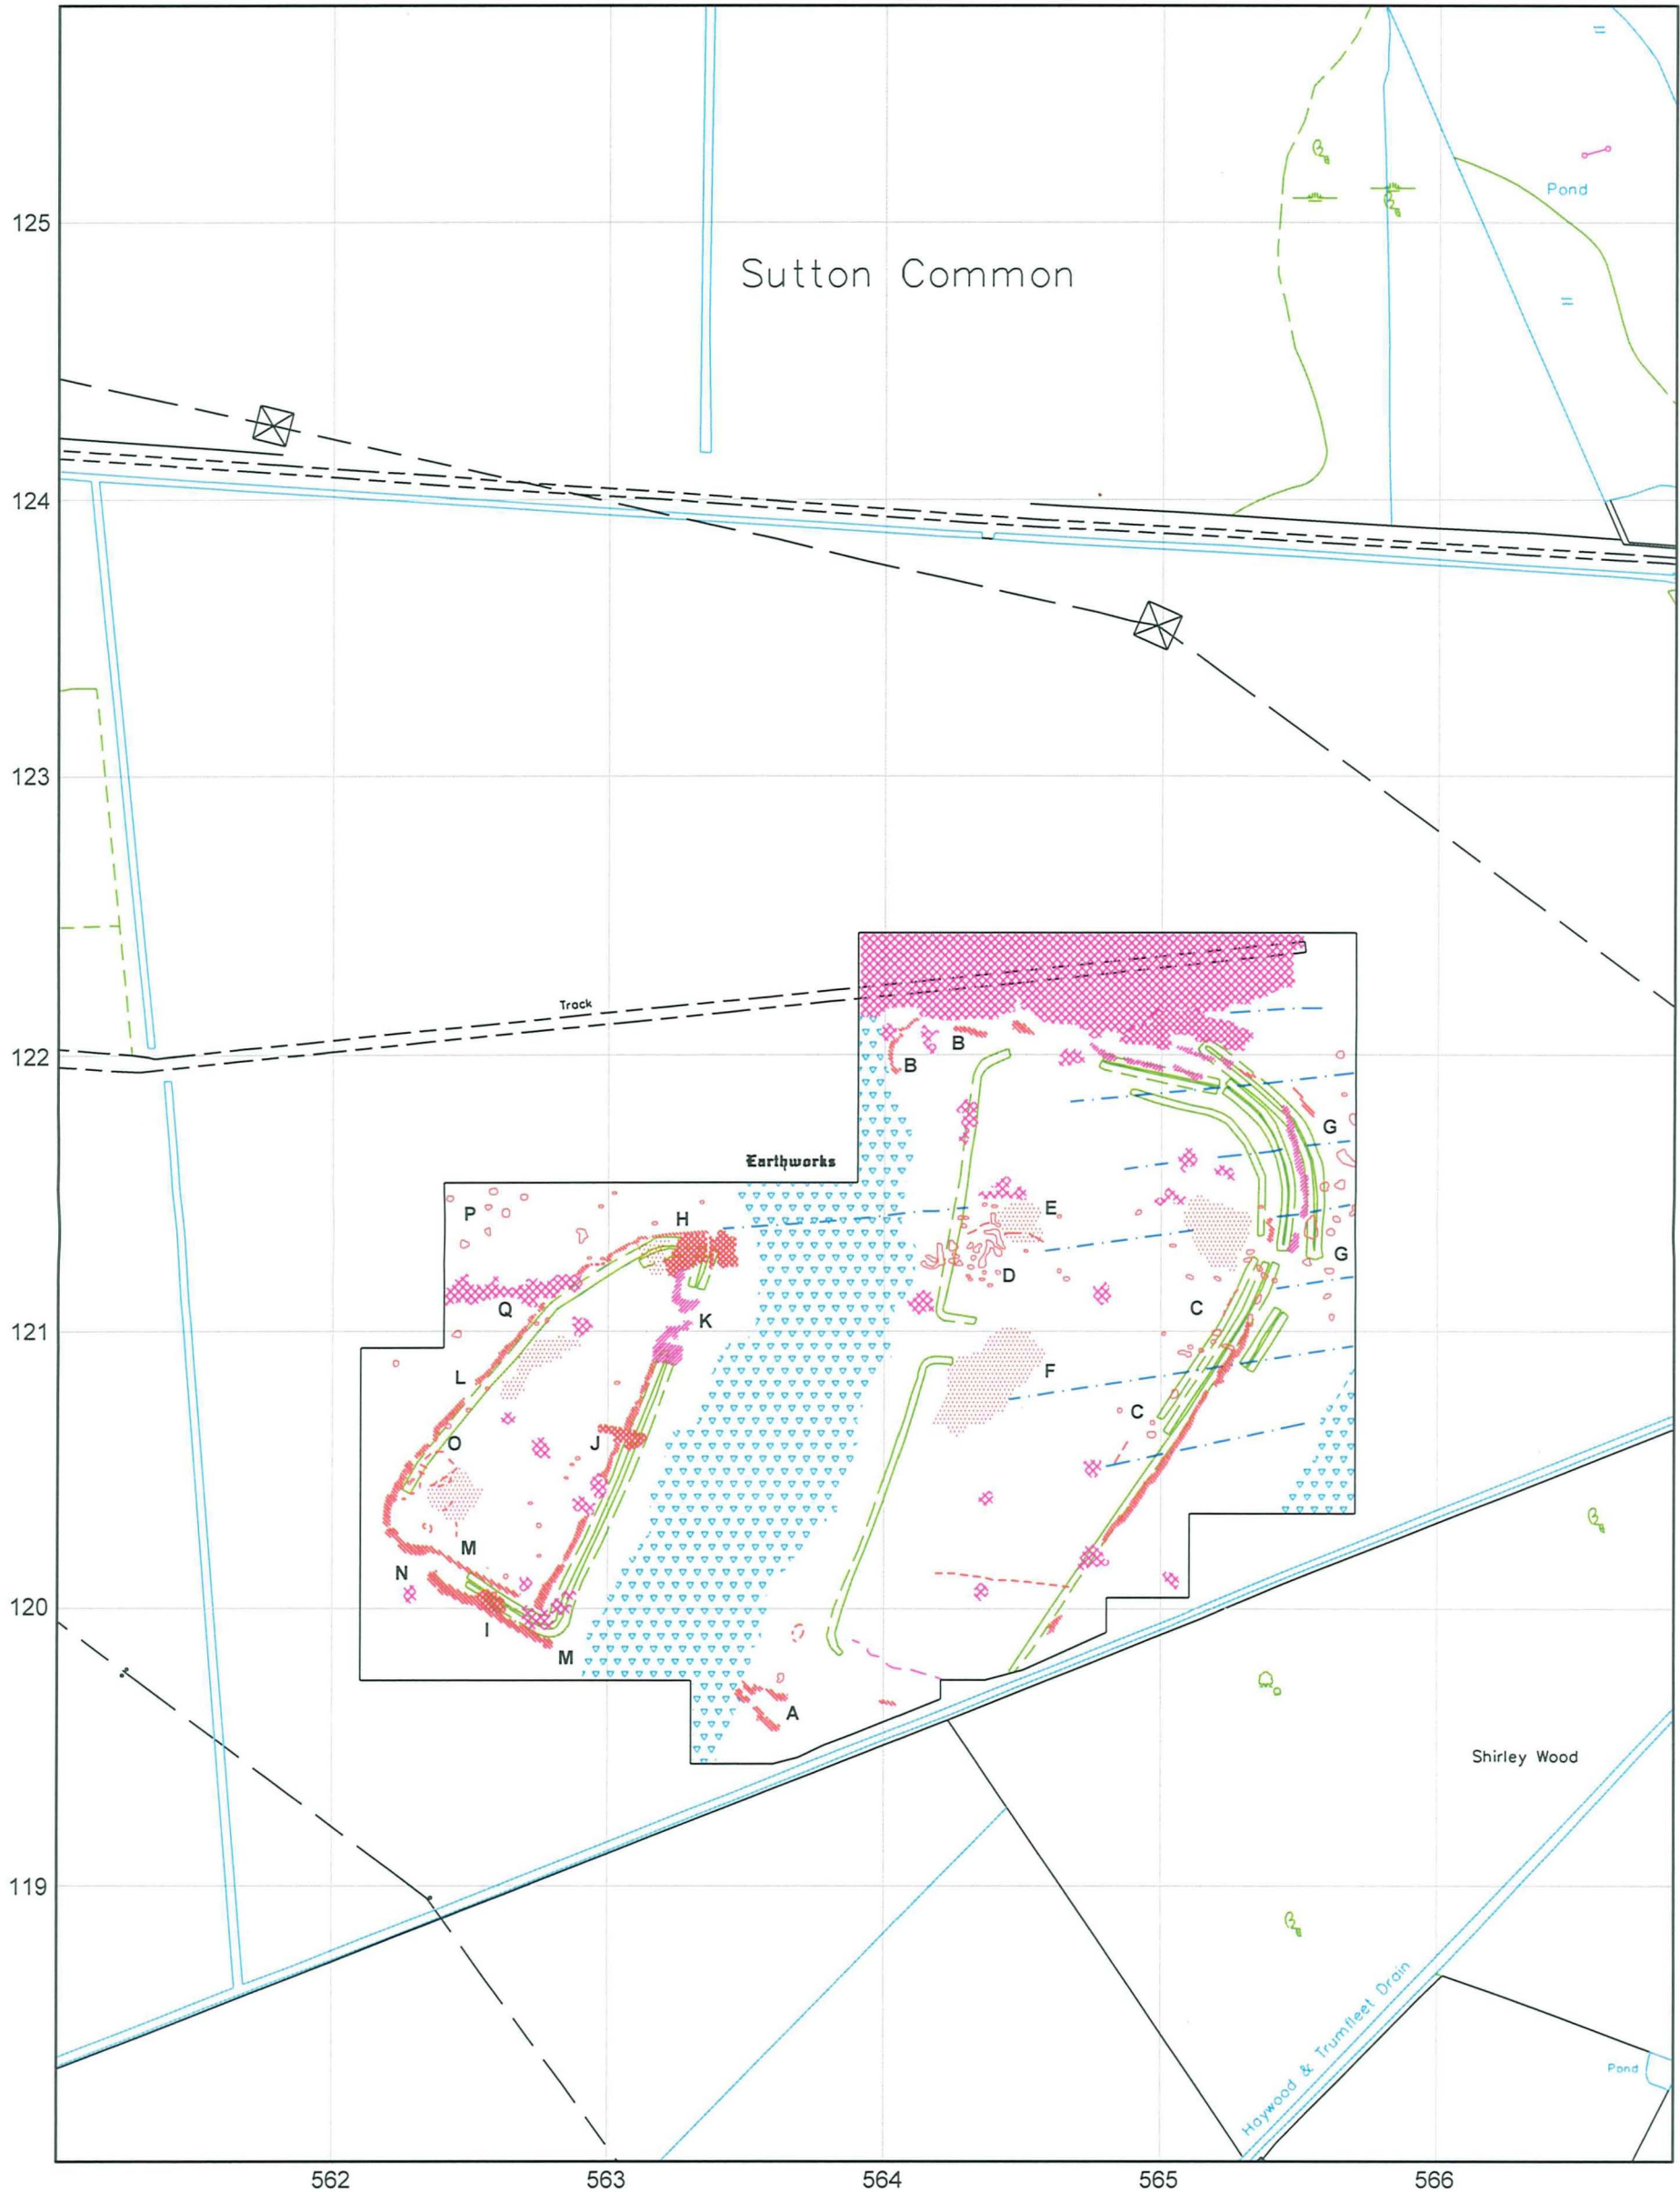 Pond
125
Sutton Common
124
123
Track
122
B
B
G
Earthworks
E
P
H
D
G
Q
C
K
121
L
F
C
O
J
M
N
120
I
M
A
Shirley Wood
119
Haywood & Trumfleet Drain
Pond
562
563
564
565
566